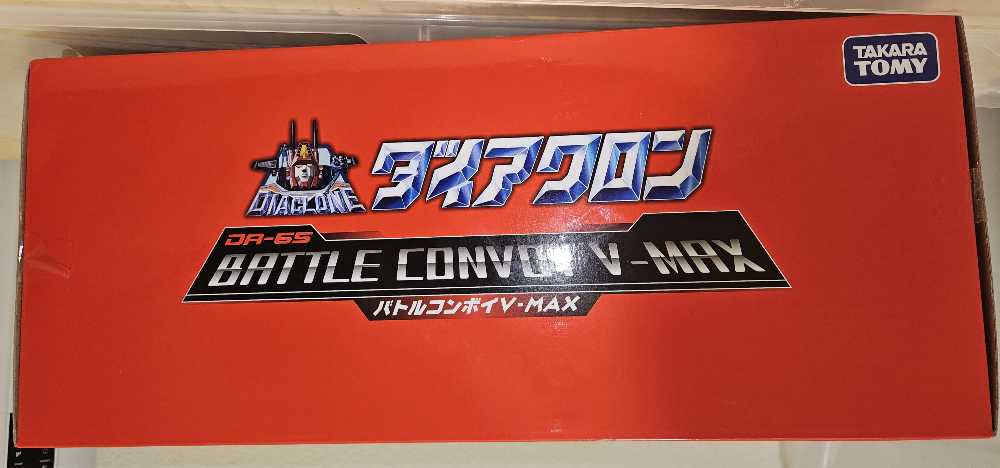 TAKARA
TOMY
DIACLONE
ダイアクロン
DA-65
BATTLE CONVOY V-MAX
バトルコンボイV-MAX